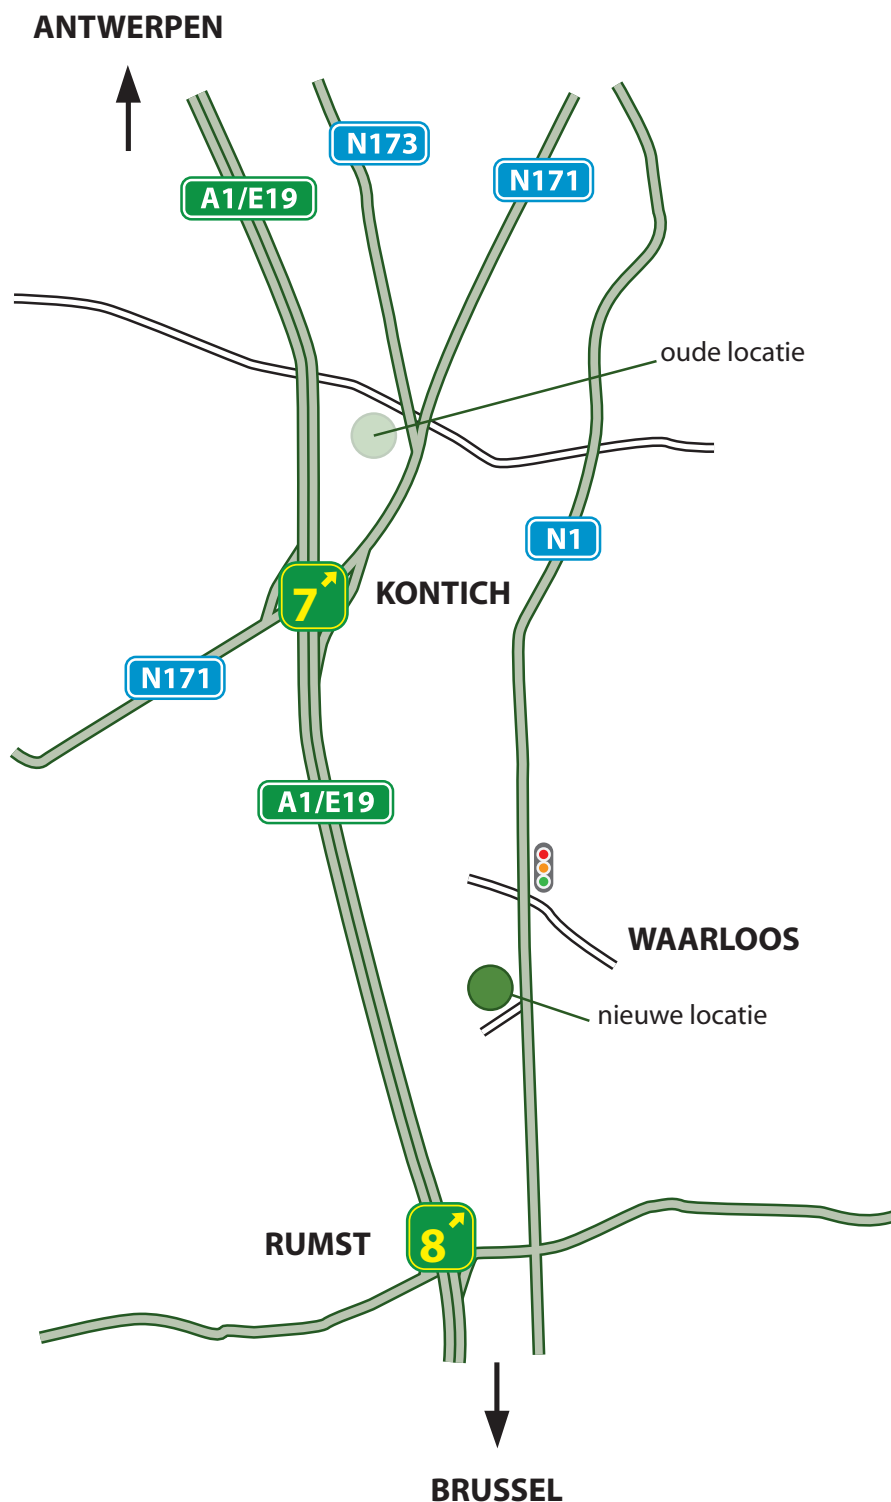 ANTWERPEN
N173
N171
A1/E19
oude locatie
N1
7
KONTICH
N171
A1/E19
WAARLOOS
nieuwe locatie
RUMST
8
BRUSSEL